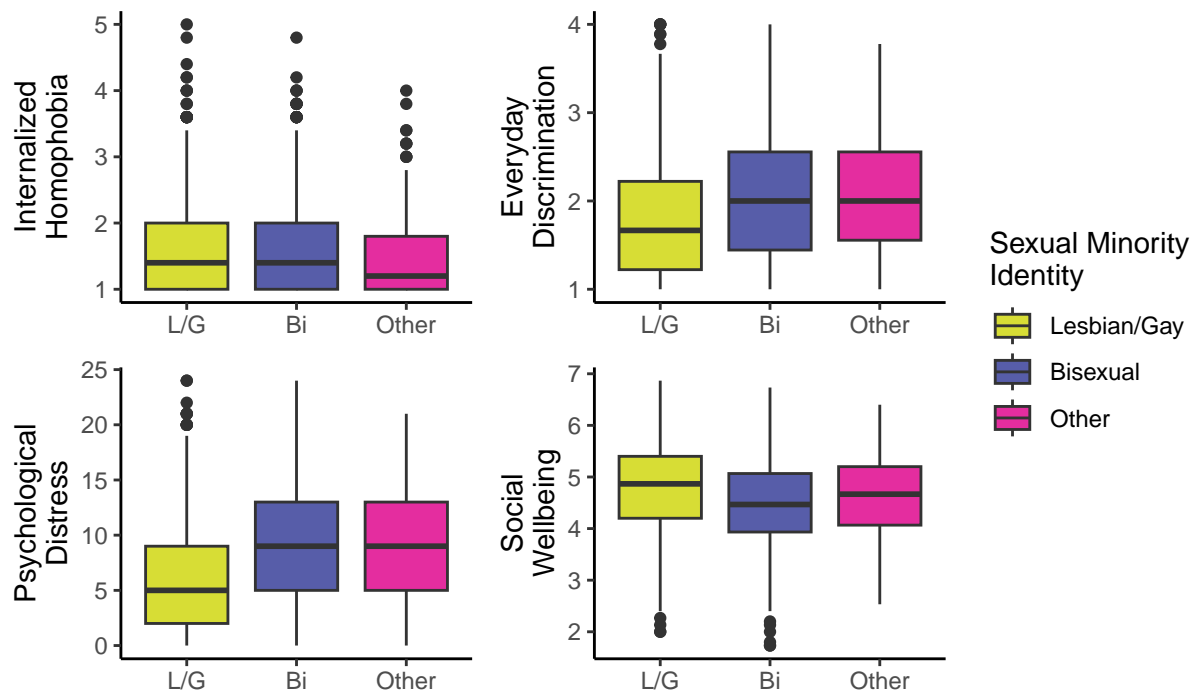 Internalized
Homophobia
5
4
3
2
1
L/G Bi Other
Everyday
Discrimination
4
3
2
1
L/G Bi Other
Psychological
Distress
25
20
15
10
5
0
L/G Bi Other
Social
Wellbeing
7
6
5
4
3
2
L/G Bi Other
Sexual Minority
Identity
Lesbian/Gay
Bisexual
Other